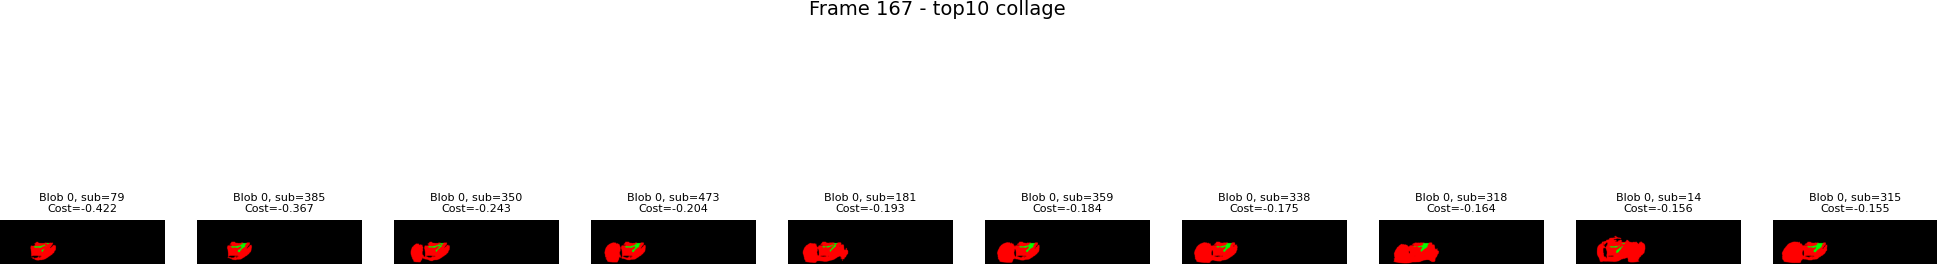 Frame 167 - top10 collage
Blob 0, sub=79
Cost=-0.422
Blob 0, sub=385
Cost=-0.367
Blob 0, sub=350
Cost=-0.243
Blob 0, sub=473
Cost=-0.204
Blob 0, sub=181
Cost=-0.193
Blob 0, sub=359
Cost=-0.184
Blob 0, sub=338
Cost=-0.175
Blob 0, sub=318
Cost=-0.164
Blob 0, sub=14
Cost=-0.156
Blob 0, sub=315
Cost=-0.155